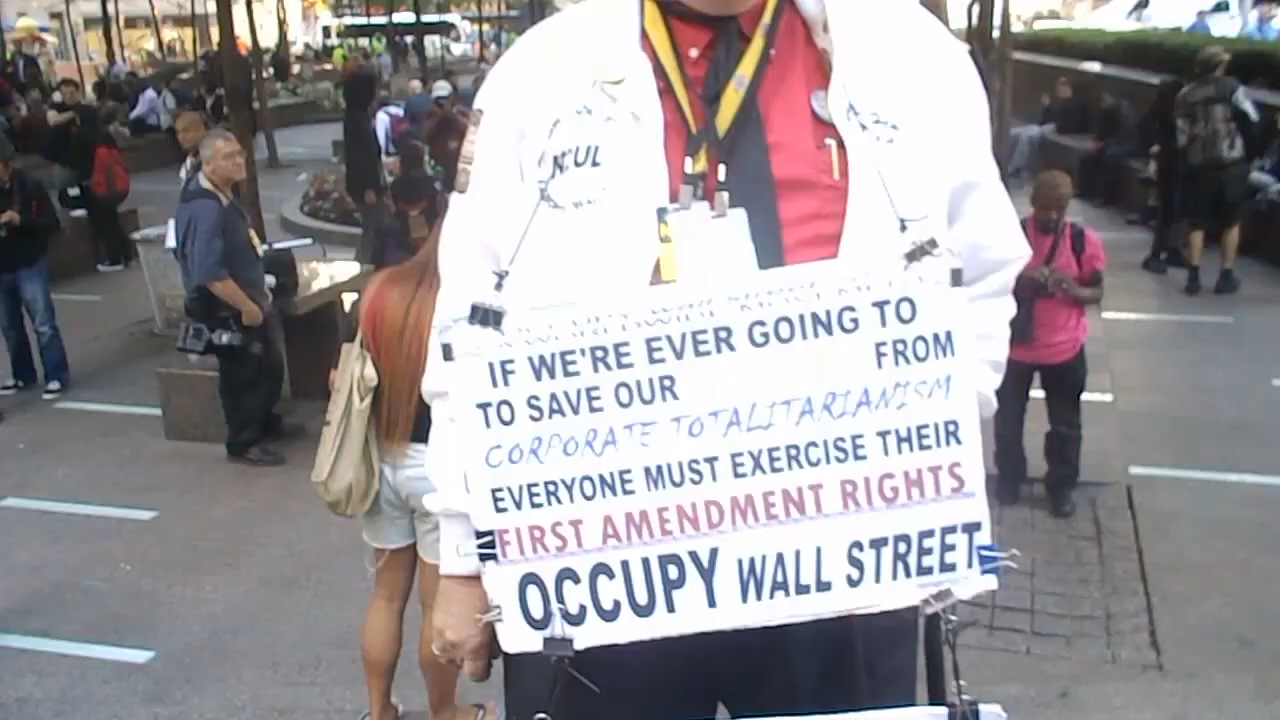 IF WE'RE EVER GOING TO
TO SAVE OUR FROM
CORPORATE TOTALITARIANISM
EVERYONE MUST EXERCISE THEIR
FIRST AMENDMENT RIGHTS
OCCUPY WALL STREET